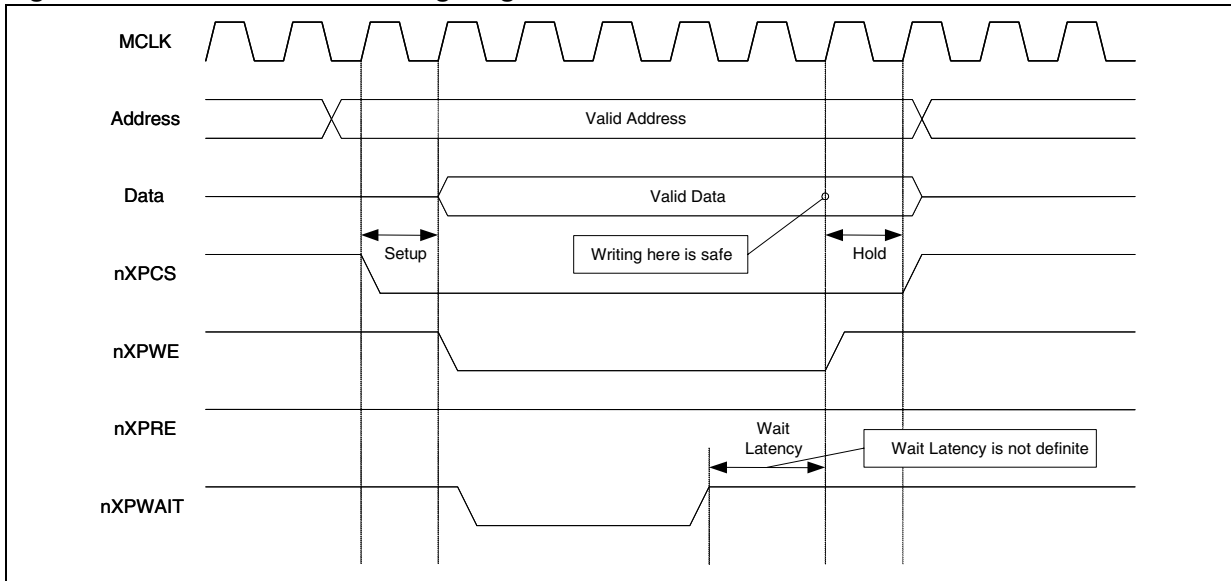 MCLK
Address
Valid Address
Data
Valid Data
Setup
Writing here is safe
Hold
nXPCS
nXPWE
nXPRE
Wait
Latency
Wait Latency is not definite
nXPWAIT